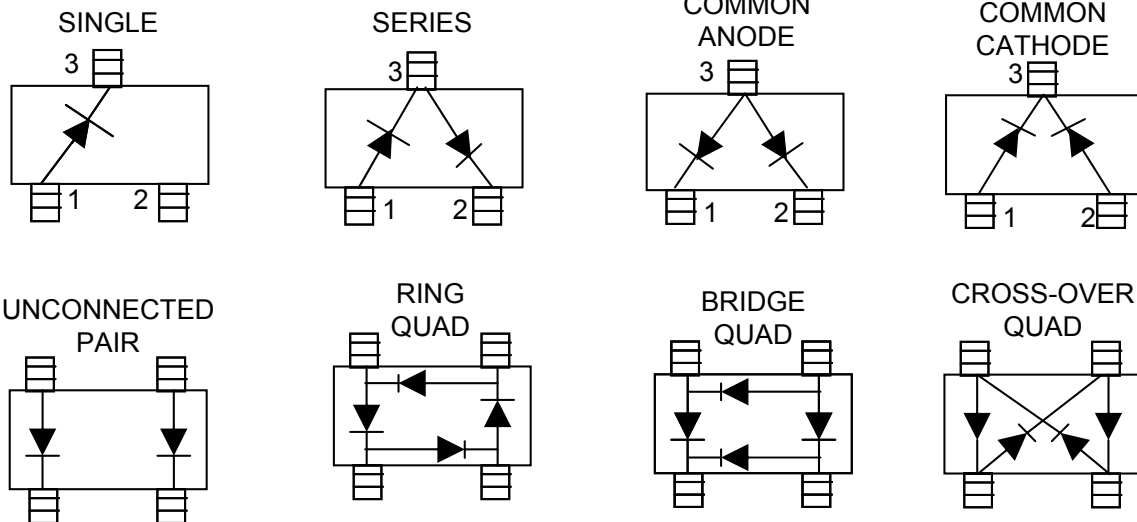 SINGLE
3
1 2
SERIES
3
1 2
COMMON
ANODE
3
1 2
COMMON
CATHODE
3
1 2
UNCONNECTED
PAIR
RING
QUAD
BRIDGE
QUAD
CROSS-OVER
QUAD